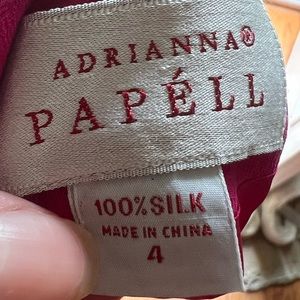 ADRIANNA®
PAPÉLL
100% SILK
MADE IN CHINA
4